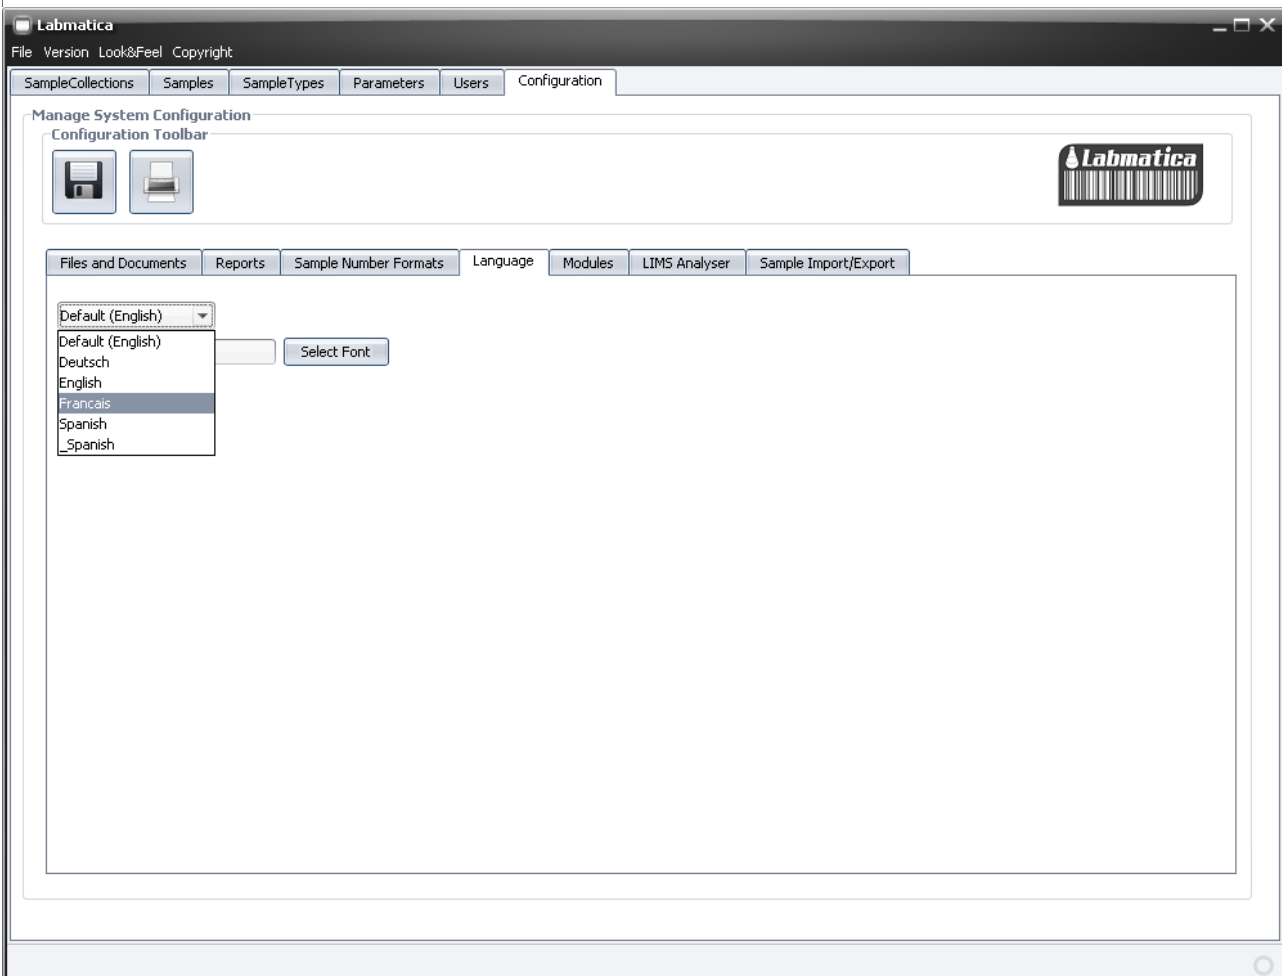 Labmatica
File Version Look&Feel Copyright
SampleCollections Samples SampleTypes Parameters Users Configuration
Manage System Configuration
Configuration Toolbar
Labmatica
Files and Documents Reports Sample Number Formats Language Modules LIMS Analyser Sample Import/Export
Default (English)
Default (English)
Select Font
Deutsch
English
Francais
Spanish
_Spanish